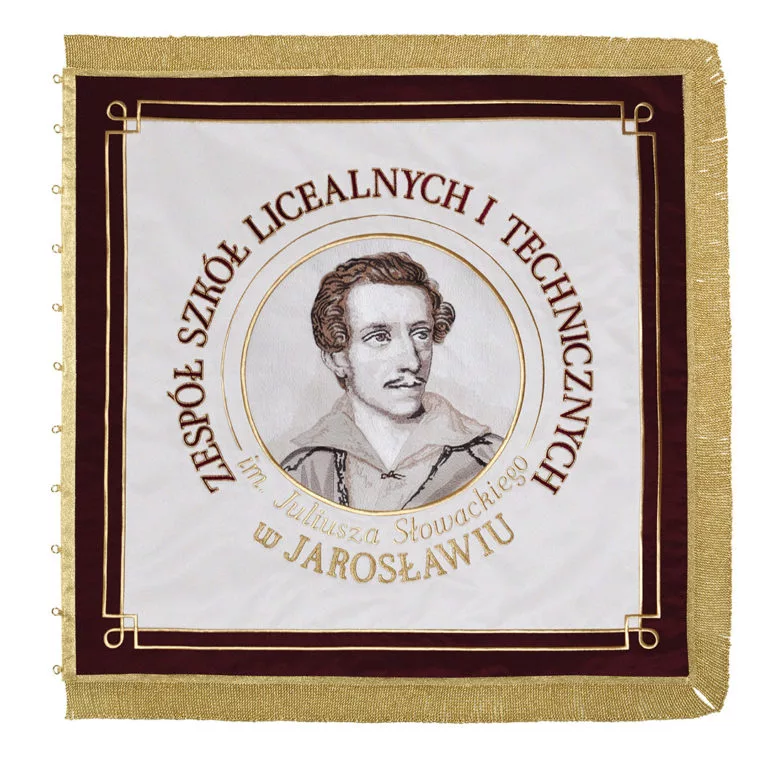 ZESPÓŁ SZKÓŁ LICEALNYCH I TECHNICZNYCH
im. Juliusza Słowackiego
w JAROSŁAWIU